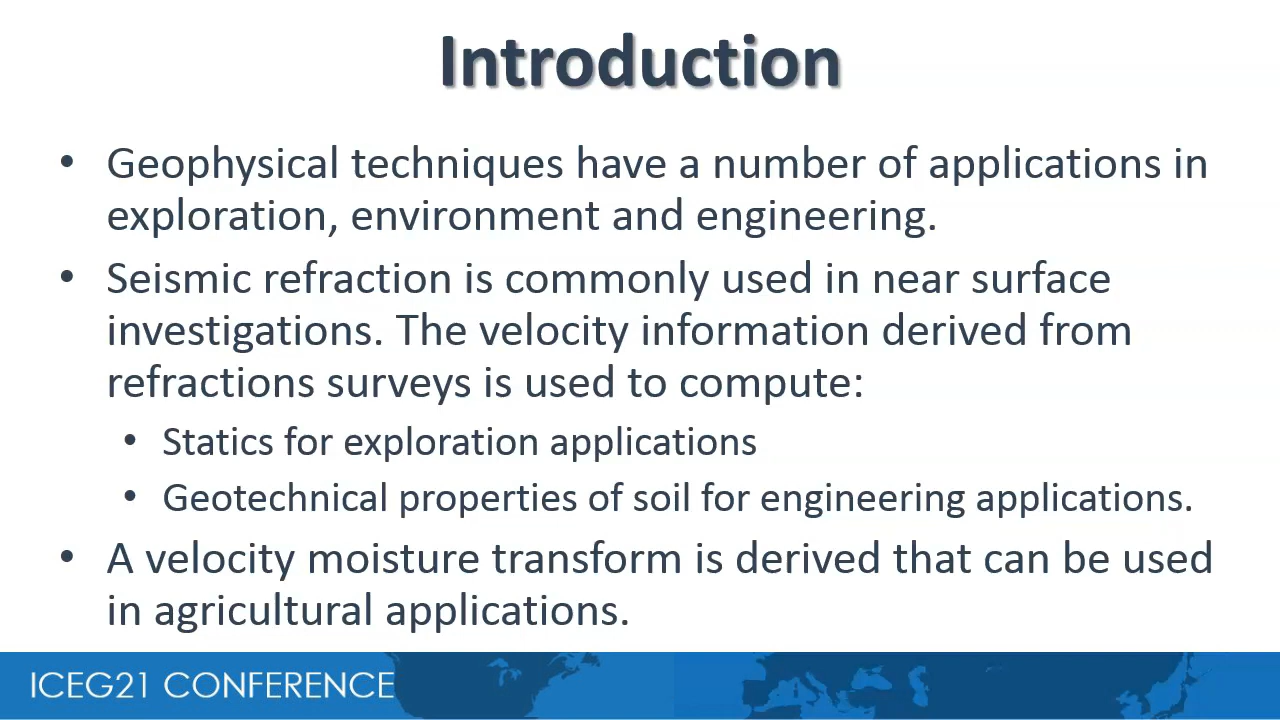 Introduction
• Geophysical techniques have a number of applications in
exploration, environment and engineering.
• Seismic refraction is commonly used in near surface
investigations. The velocity information derived from
refractions surveys is used to compute:
• Statics for exploration applications
• Geotechnical properties of soil for engineering applications.
• A velocity moisture transform is derived that can be used
in agricultural applications.
ICEG21 CONFERENCE